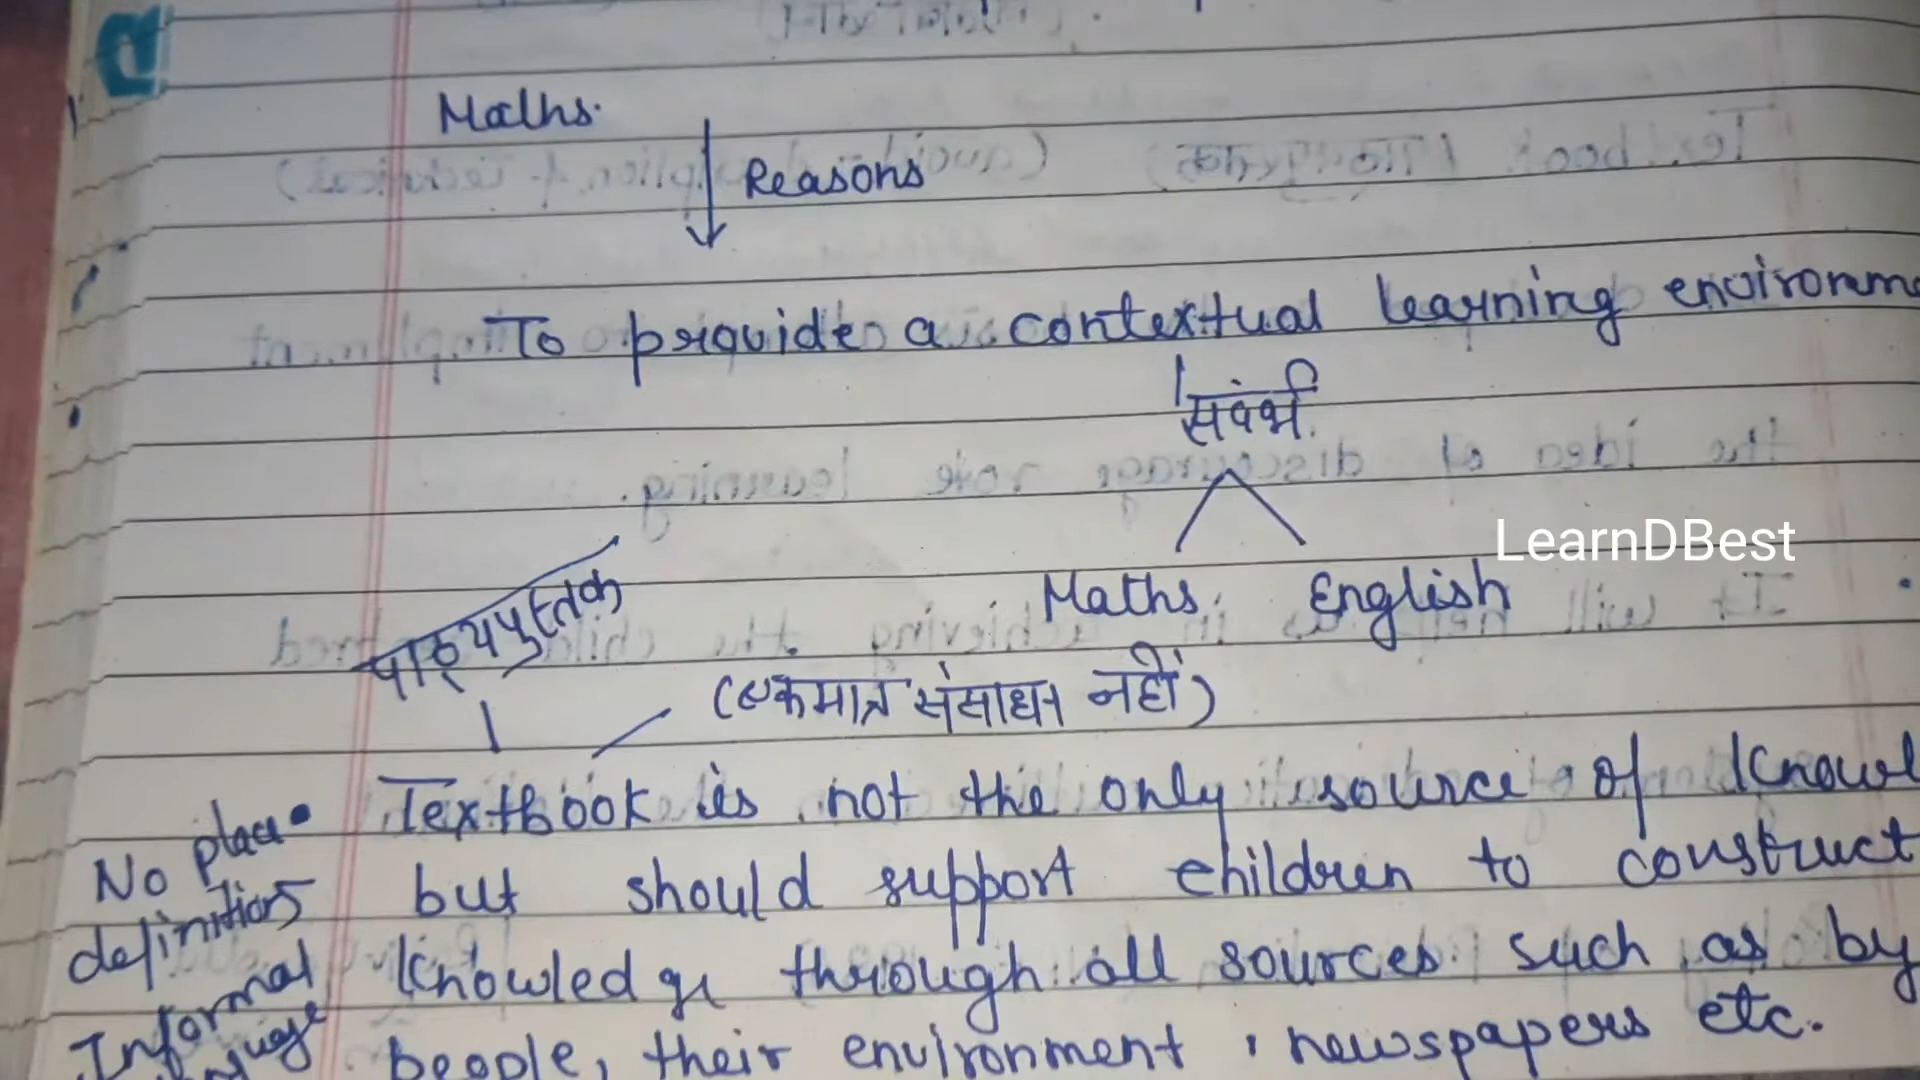 Maths.
Reasons
To provide a contextual learning environme
संदर्भ
LearnDBest
Maths English
पाठ्यपुस्तक
(एकमात्र संसाधन नहीं)
Textbook is not the only source of knowl
No place
but should support children to construct
definitions
knowledge through all sources such as by
Informal
people, their environment, newspapers etc.